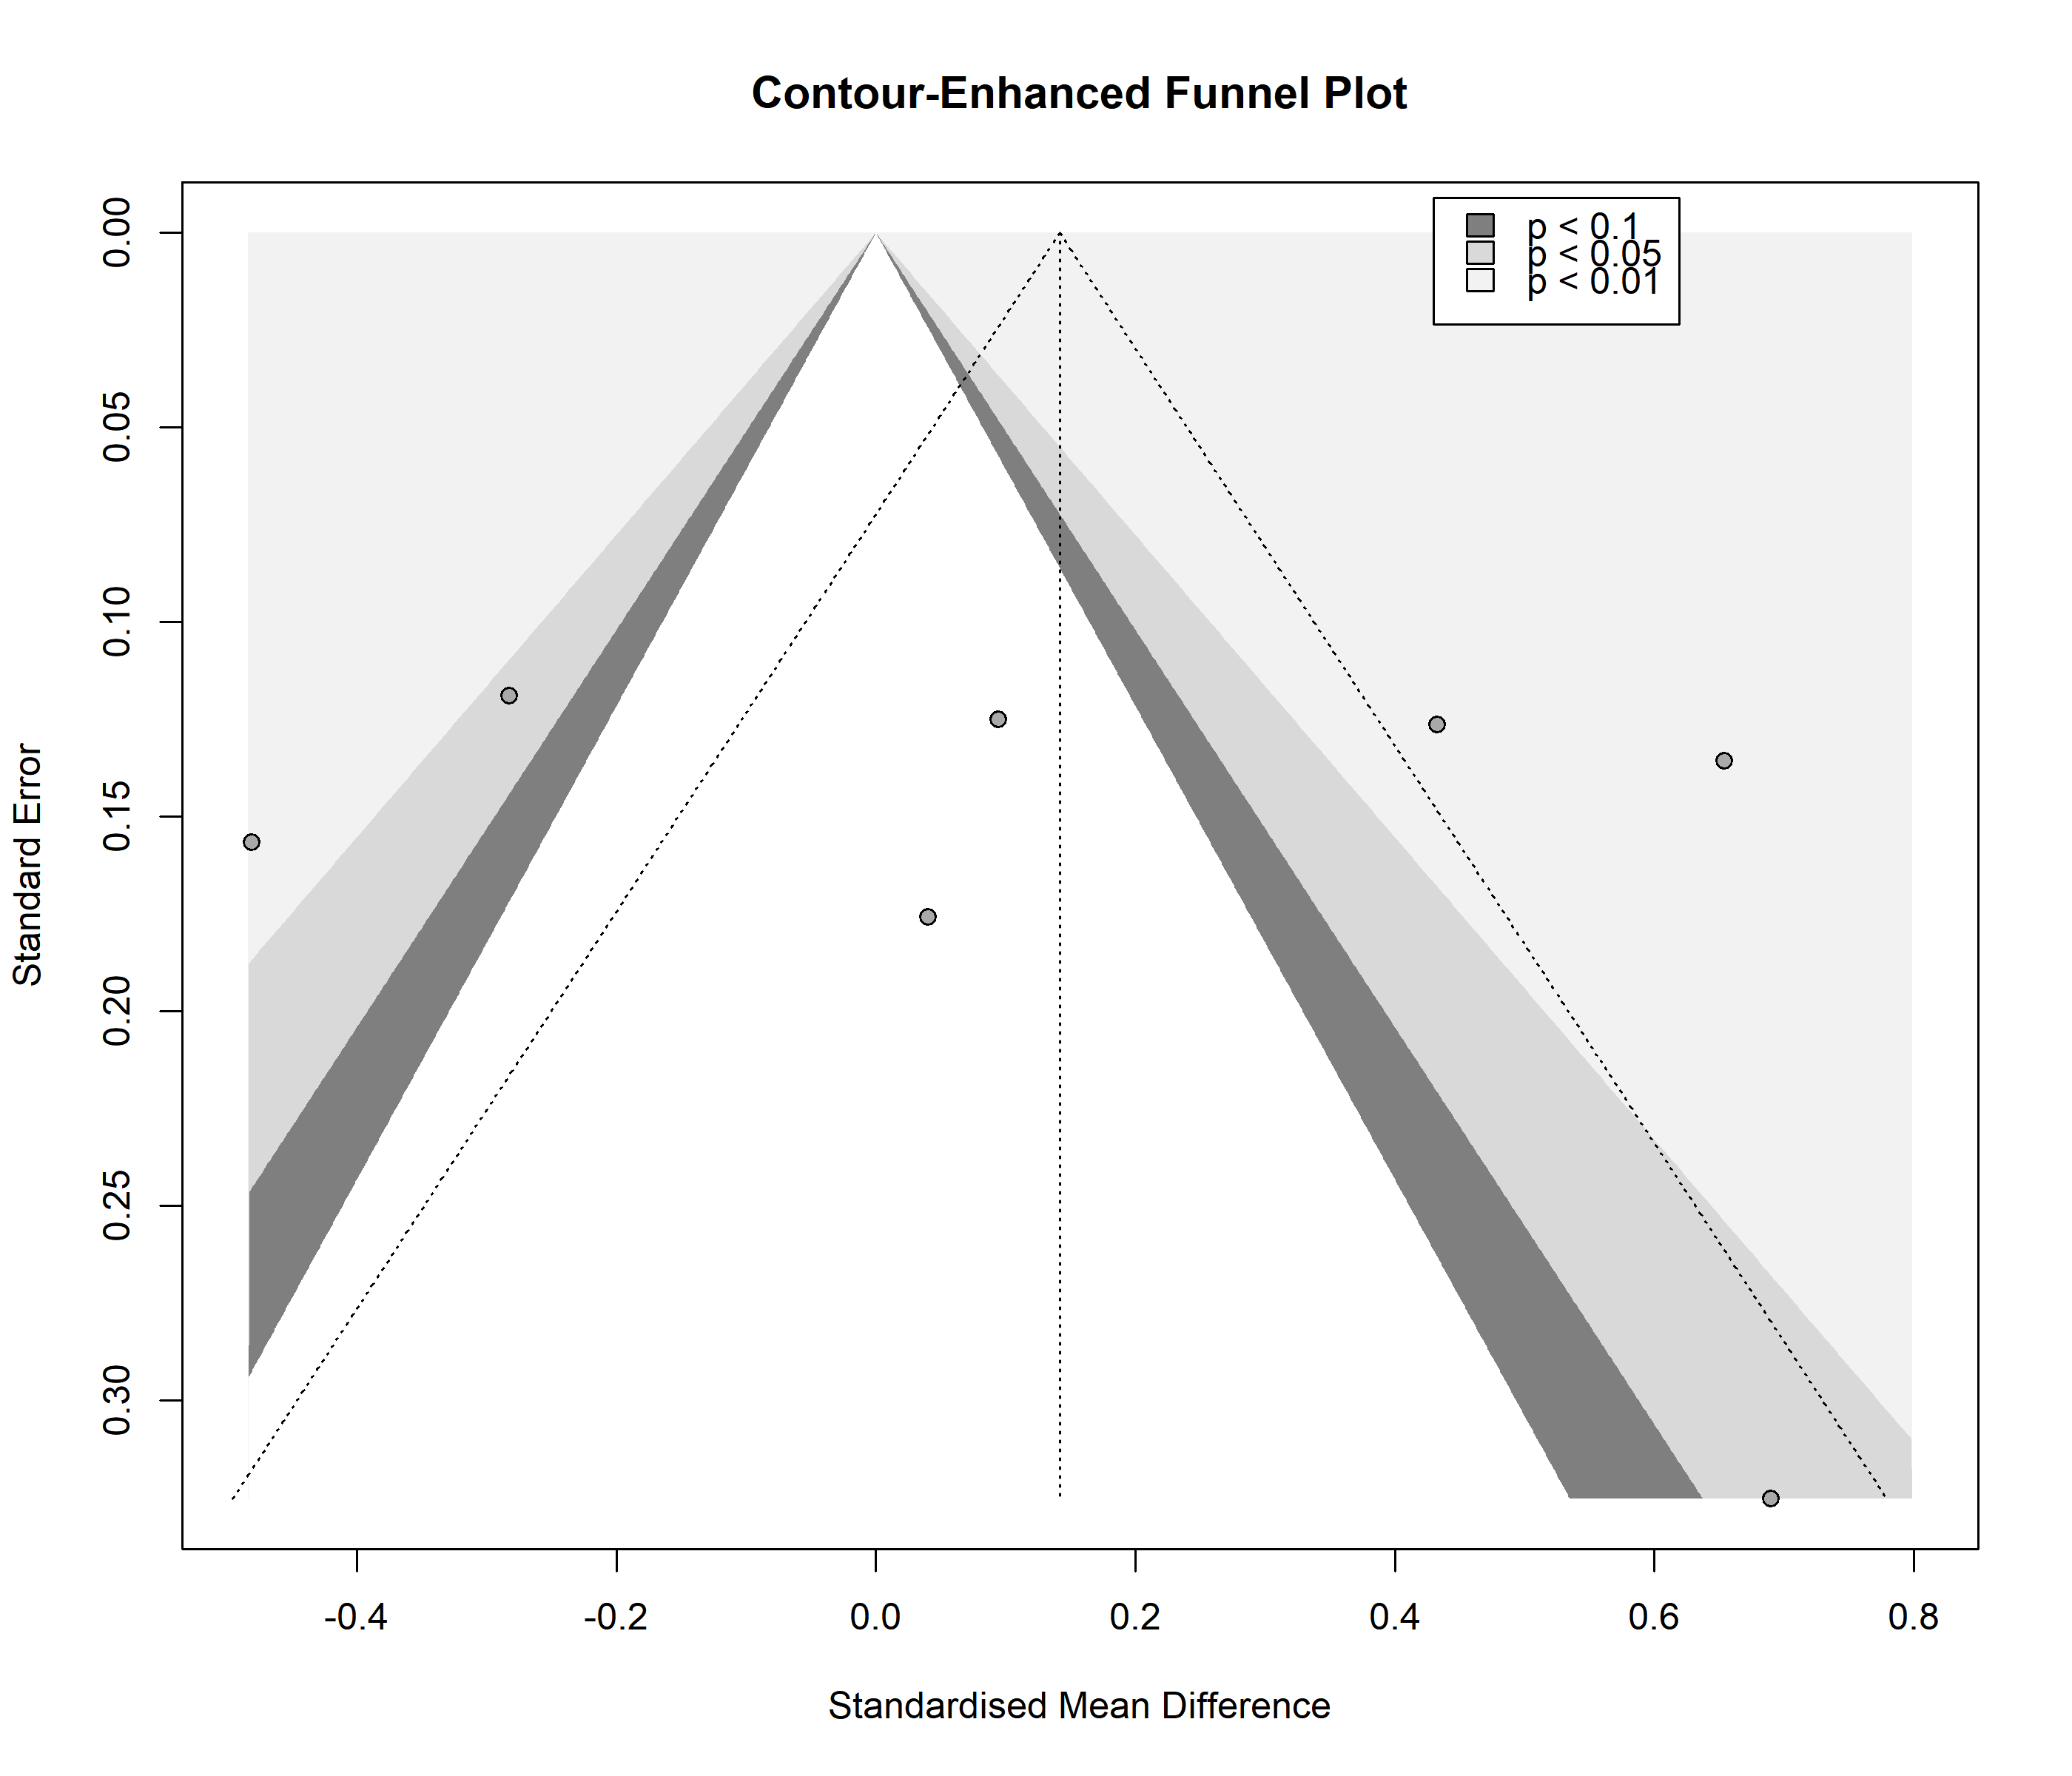 Contour-Enhanced Funnel Plot
p < 0.1
p < 0.05
p < 0.01
Standard Error
0.00
0.05
0.10
0.15
0.20
0.25
0.30
-0.4
-0.2
0.0
0.2
0.4
0.6
0.8
Standardised Mean Difference